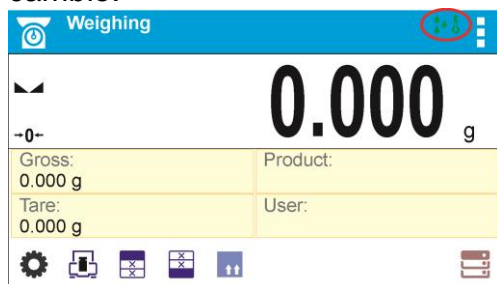 Weighing
0.000 g
→0←
Gross:
0.000 g
Product:
Tare:
0.000 g
User: